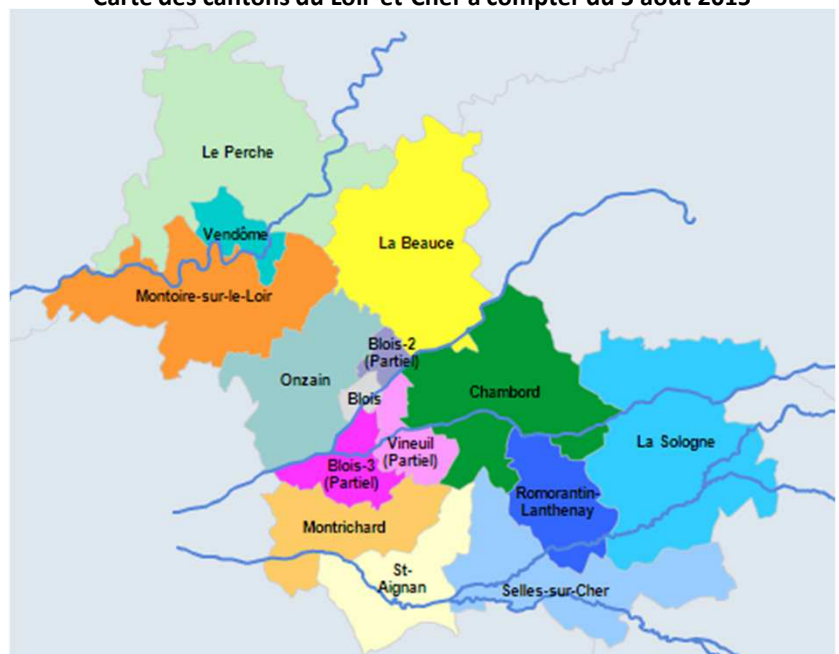 Carte des cantons du Loir-et-Cher à compter du 5 août 2013
Le Perche
Vendôme
La Beauce
Montoire-sur-le-Loir
Blois-2
(Partiel)
Onzain
Blois
Chambord
Vineuil
(Partiel)
La Sologne
Blois-3
(Partiel)
Romorantin-
Lanthenay
Montrichard
St-
Aignan
Selles-sur-Cher